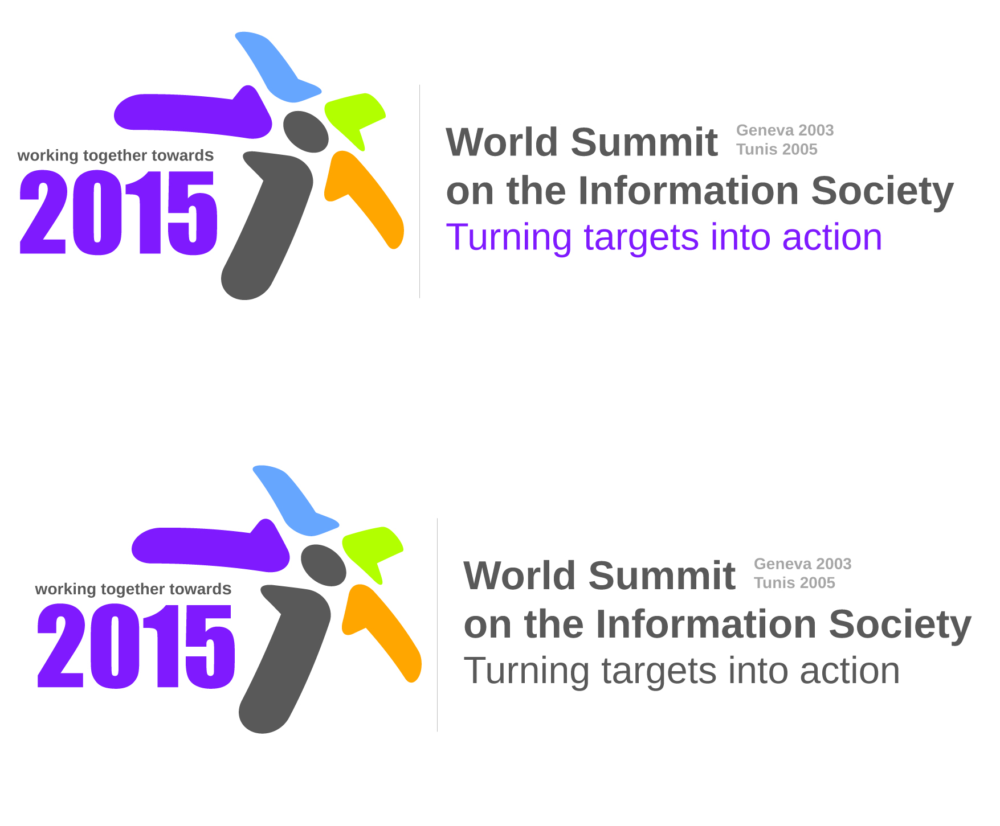 working together towards
2015
World Summit
Geneva 2003
Tunis 2005
on the Information Society
Turning targets into action
working together towards
2015
World Summit
Geneva 2003
Tunis 2005
on the Information Society
Turning targets into action